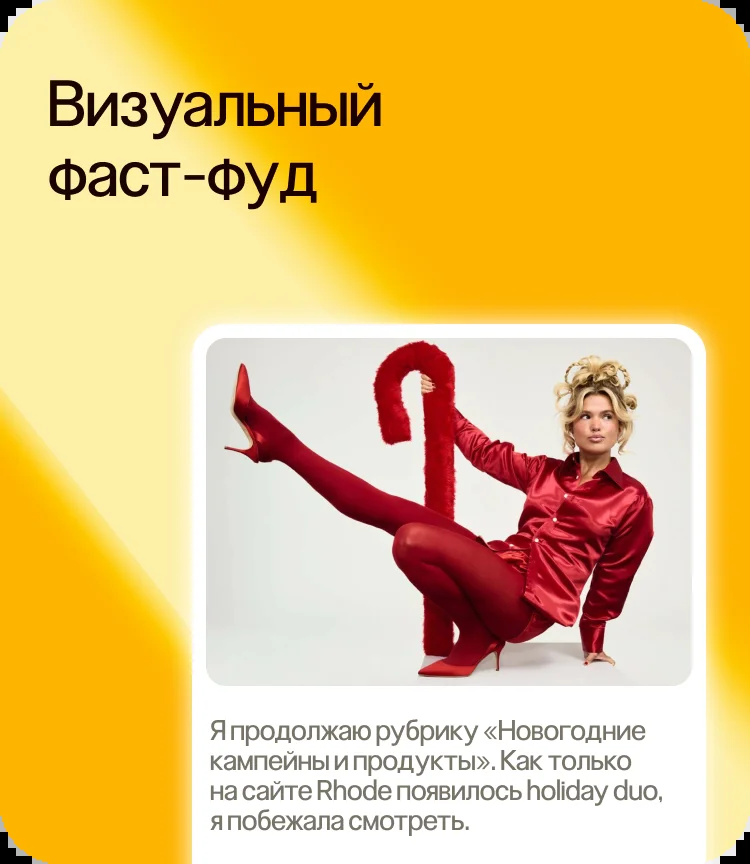 Визуальный
фаст-фуд
Я продолжаю рубрику «Новогодние
кампейны и продукты». Как только
на сайте Rhode появилось holiday duo,
я побежала смотреть.